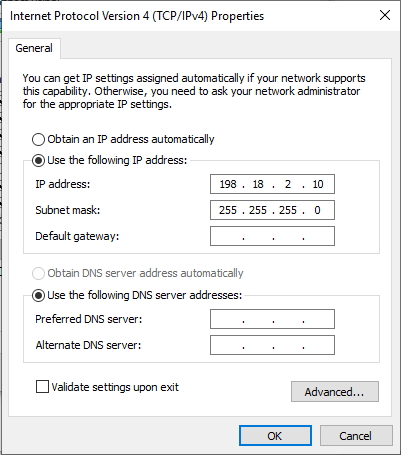 Internet Protocol Version 4 (TCP/IPv4) Properties
General
You can get IP settings assigned automatically if your network supports
this capability. Otherwise, you need to ask your network administrator
for the appropriate IP settings.
Obtain an IP address automatically
Use the following IP address:
IP address: 198 . 18 . 2 . 10
Subnet mask: 255 . 255 . 255 . 0
Default gateway: . . .
Obtain DNS server address automatically
Use the following DNS server addresses:
Preferred DNS server: . . .
Alternate DNS server: . . .
Validate settings upon exit
Advanced...
OK Cancel